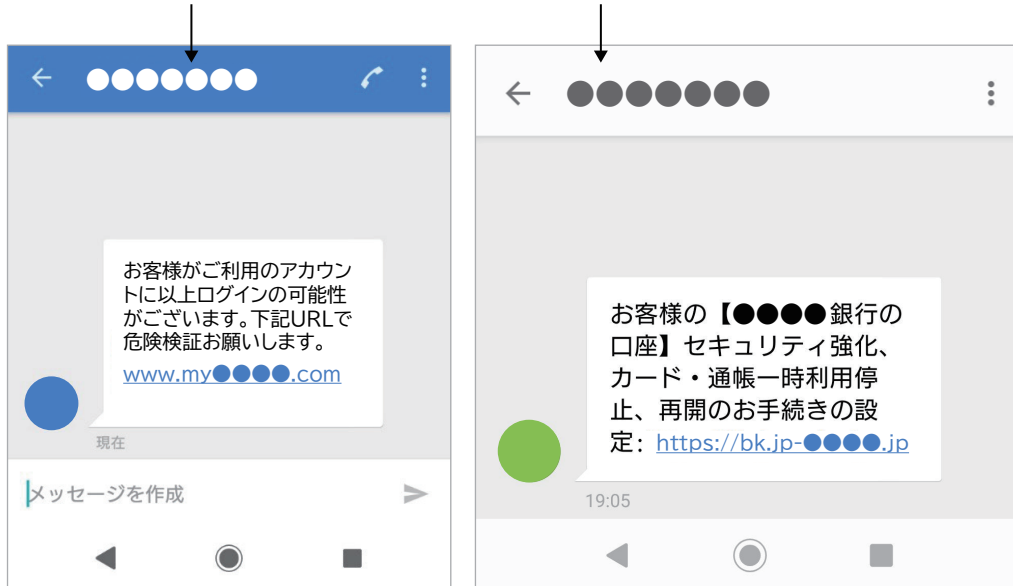 ●●●●●●●
お客様がご利用のアカウン
トに以上ログインの可能性
がございます。下記URLで
危険検証お願いします。
www.my●●●●.com
現在
メッセージを作成
●●●●●●●
お客様の【●●●●銀行の
口座】セキュリティ強化、
カード・通帳一時利用停
止、再開のお手続きの設
定: https://bk.jp-●●●●.jp
19:05